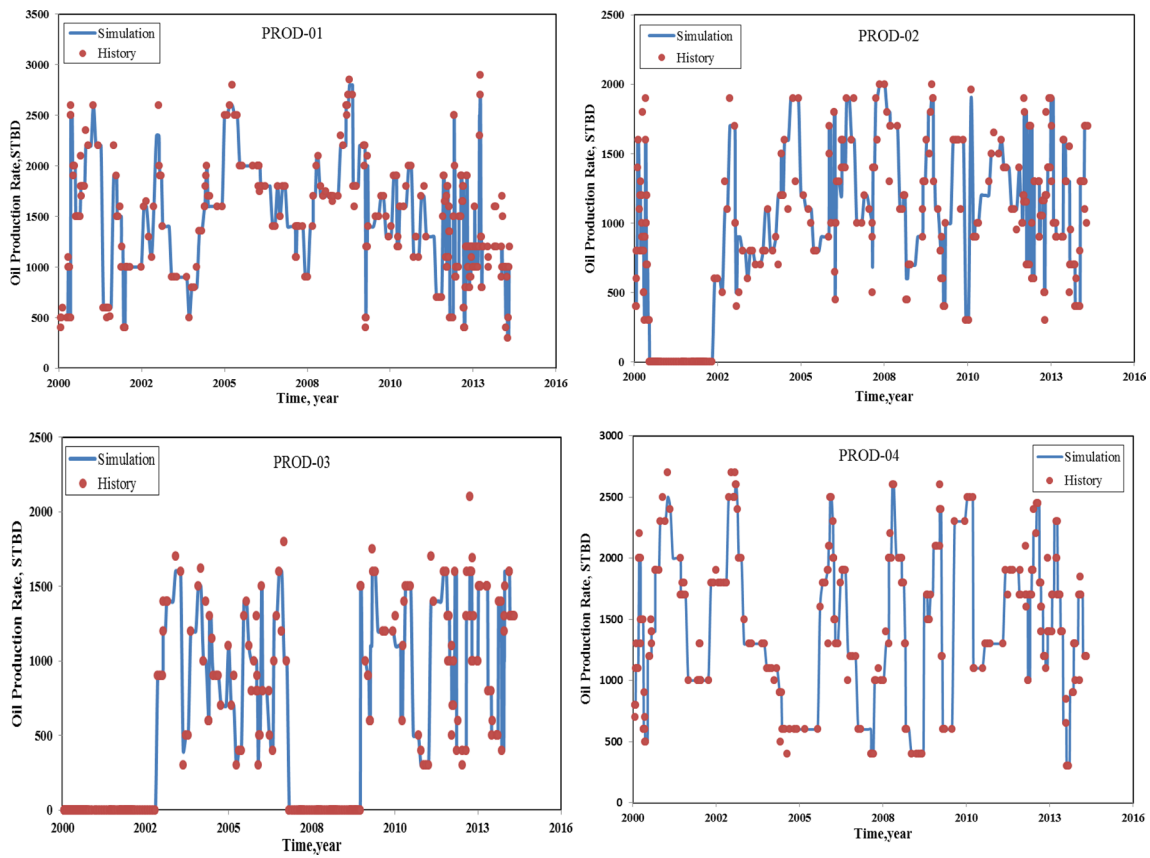 PROD-01
Simulation
History
Oil Production Rate,STBD
3500
3000
2500
2000
1500
1000
500
0
2000
2002
2005
2008
2010
2013
2016
Time, year
PROD-02
Simulation
History
Oil Production Rate, STBD
2500
2000
1500
1000
500
0
2000
2002
2005
2008
2010
2013
2016
Time,year
PROD-03
Simulation
History
Oil Production Rate, STBD
2500
2000
1500
1000
500
0
2000
2002
2005
2008
2010
2013
2016
Time,year
PROD-04
Simulation
History
Oil Production Rate, STBD
3000
2500
2000
1500
1000
500
0
2000
2002
2005
2008
2010
2013
2016
Time,year